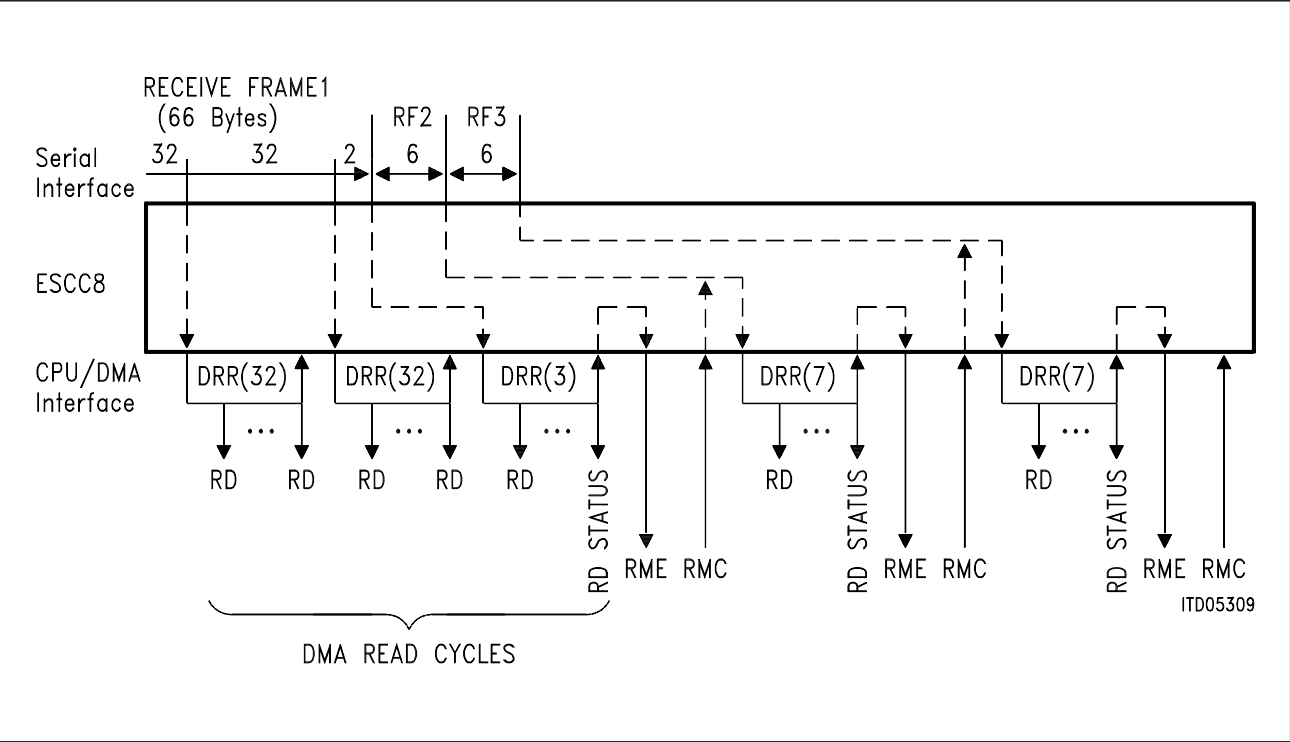 RECEIVE FRAME1
(66 Bytes)
RF2
RF3
Serial
Interface
32
32
2
6
6
ESCC8
CPU/DMA
Interface
DRR(32)
DRR(32)
DRR(3)
DRR(7)
DRR(7)
...
...
...
...
...
RD
RD
RD
RD
RD
RD STATUS
RD
RD STATUS
RD
RD STATUS
RME
RMC
RME
RMC
RME
RMC
ITD05309
DMA READ CYCLES